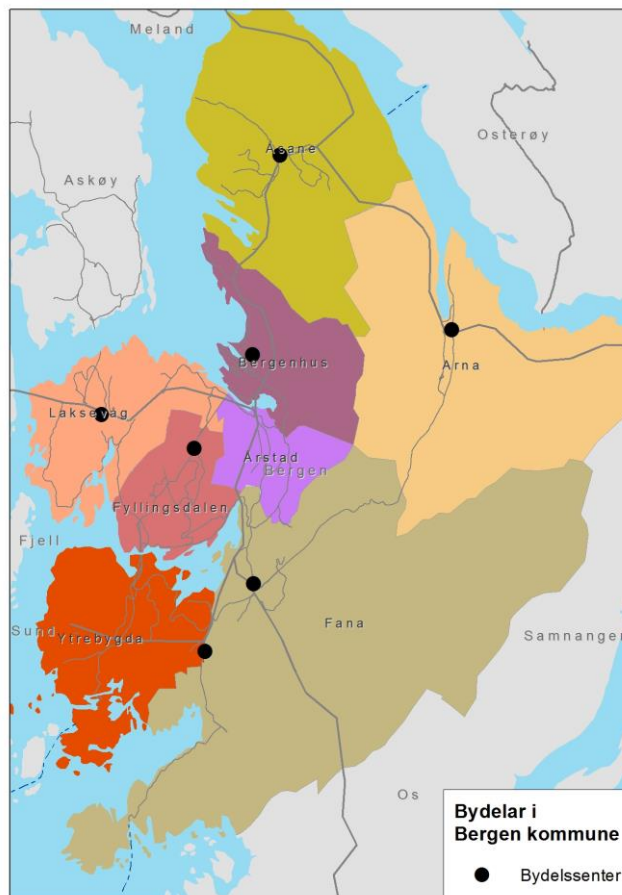 Meland
Osterøy
Åsane
Askøy
Bergenhus
Arna
Laksevåg
Årstad
Bergen
Fyllingsdalen
Fjell
Sund
Ytrebygda
Fana
Samnanger
Os
Bydelar i
Bergen kommune
Bydelssenter